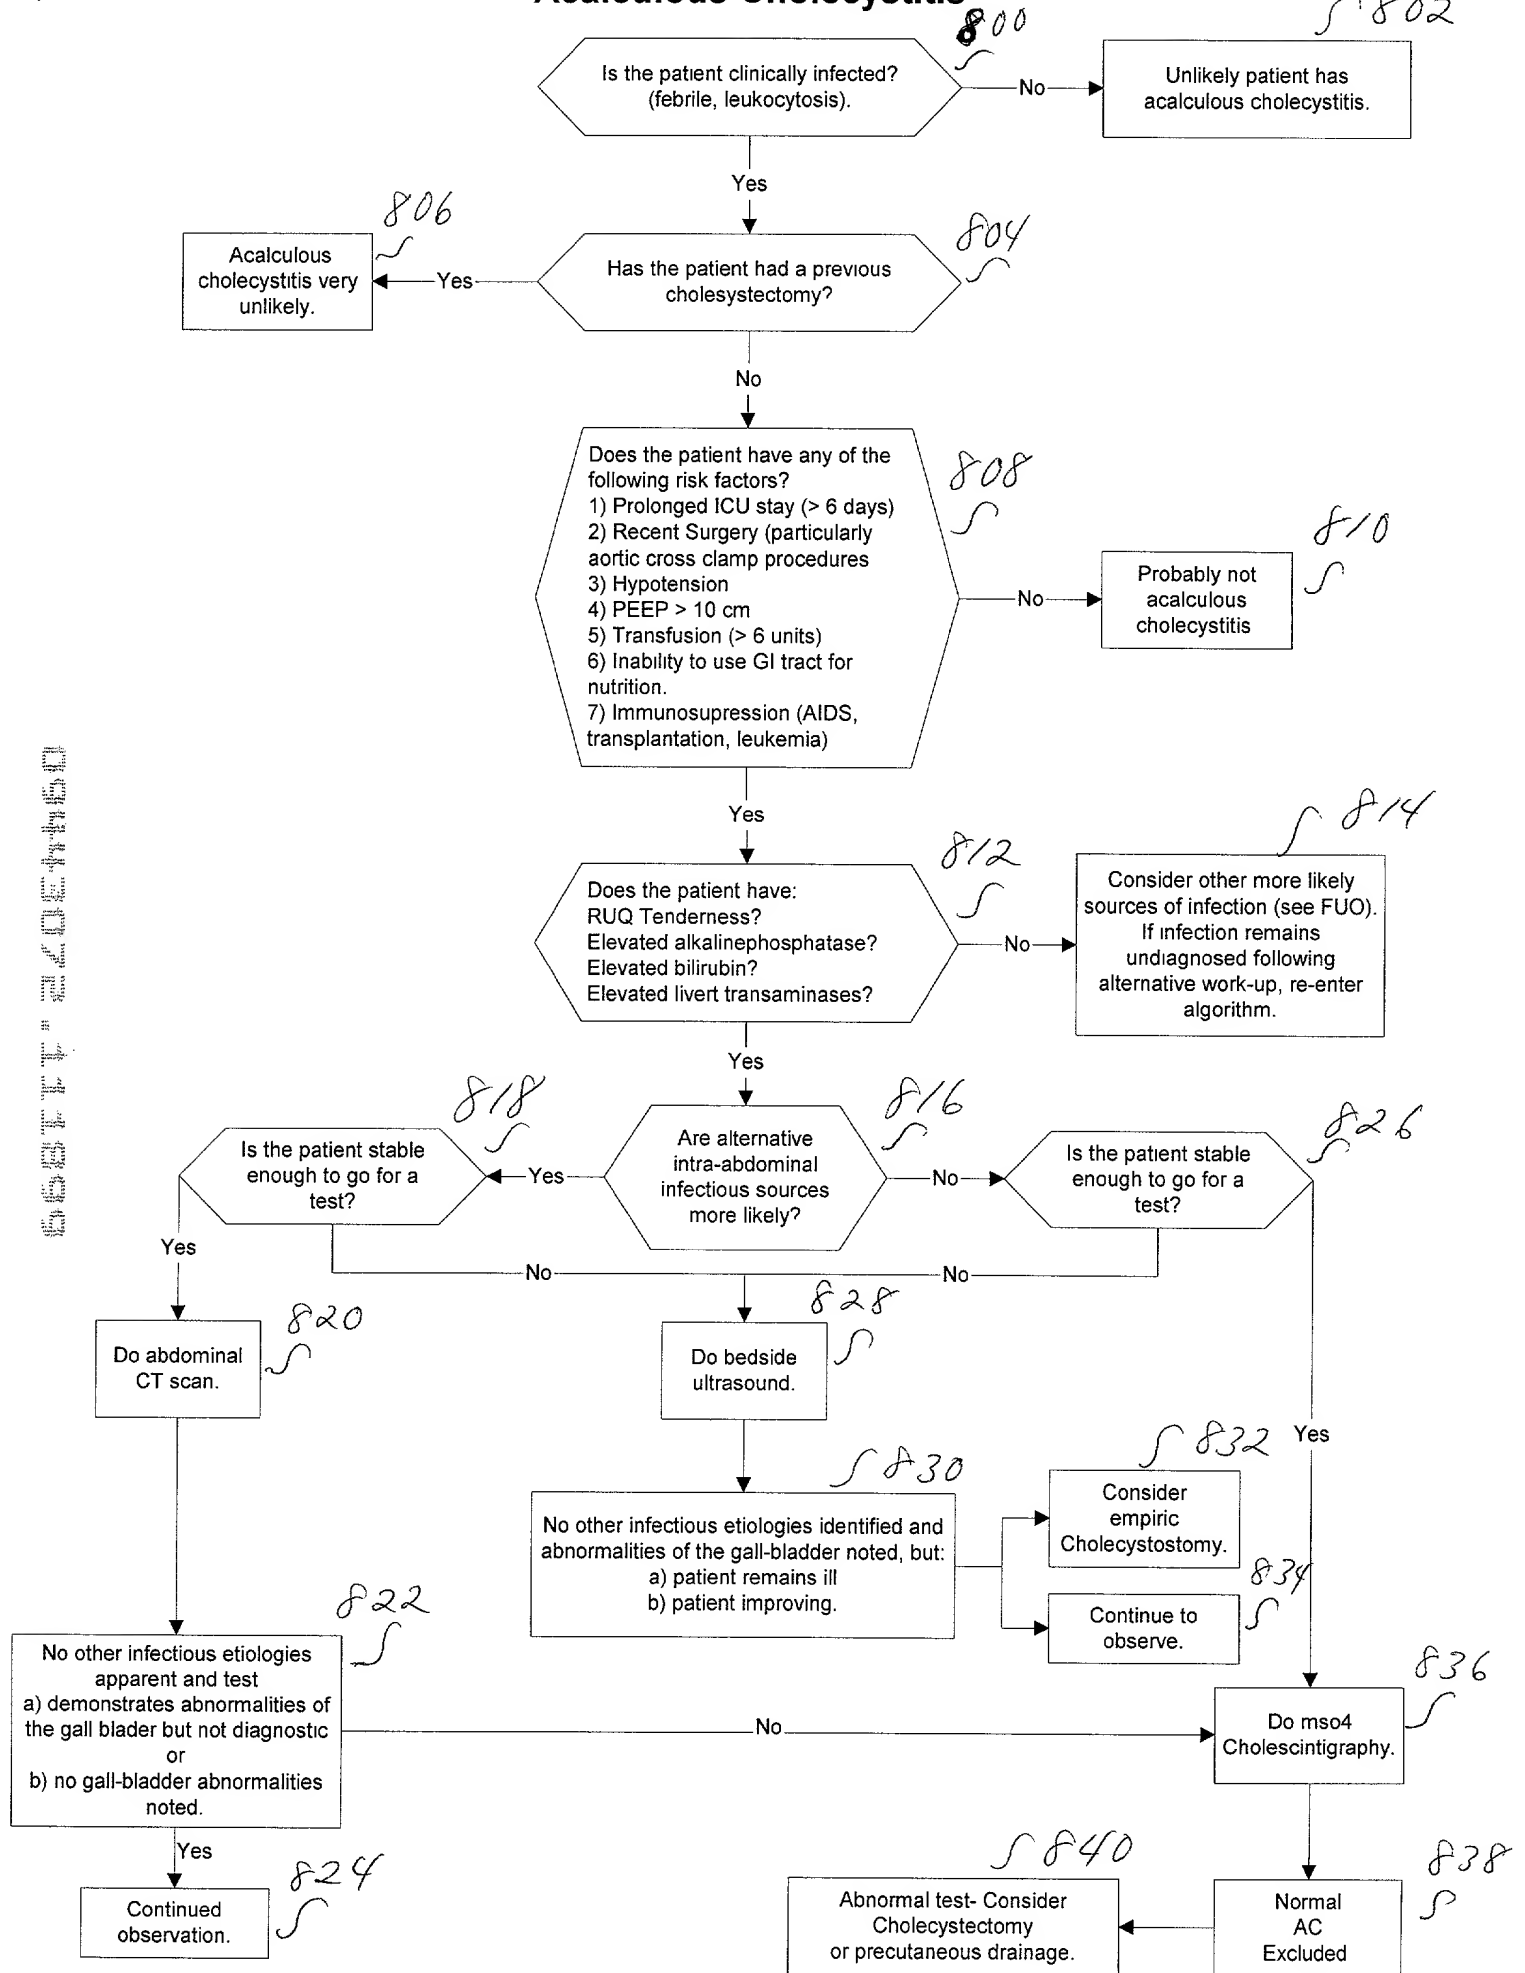 Acalculous Cholecystitis
800
802
Is the patient clinically infected?
(febrile, leukocytosis).
No
Unlikely patient has
acalculous cholecystitis.
Yes
806
804
Acalculous
cholecystitis very
unlikely.
Yes
Has the patient had a previous
cholesystectomy?
No
808
Does the patient have any of the
following risk factors?
1) Prolonged ICU stay (> 6 days)
2) Recent Surgery (particularly
aortic cross clamp procedures
3) Hypotension
4) PEEP > 10 cm
5) Transfusion (> 6 units)
6) Inability to use GI tract for
nutrition.
7) Immunosupression (AIDS,
transplantation, leukemia)
No
810
Probably not
acalculous
cholecystitis
Yes
812
814
Does the patient have:
RUQ Tenderness?
Elevated alkalinephosphatase?
Elevated bilirubin?
Elevated livert transaminases?
No
Consider other more likely
sources of infection (see FUO).
If infection remains
undiagnosed following
alternative work-up, re-enter
algorithm.
Yes
818
816
826
Is the patient stable
enough to go for a
test?
Yes
Are alternative
intra-abdominal
infectious sources
more likely?
No
Is the patient stable
enough to go for a
test?
Yes
No
No
820
828
Do abdominal
CT scan.
Do bedside
ultrasound.
Yes
830
832
No other infectious etiologies identified and
abnormalities of the gall-bladder noted, but:
a) patient remains ill
b) patient improving.
Consider
empiric
Cholecystostomy.
834
Continue to
observe.
822
No other infectious etiologies
apparent and test
a) demonstrates abnormalities of
the gall blader but not diagnostic
or
b) no gall-bladder abnormalities
noted.
No
836
Do mso4
Cholescintigraphy.
Yes
824
Continued
observation.
840
Abnormal test- Consider
Cholecystectomy
or precutaneous drainage.
838
Normal
AC
Excluded
09443072.111899